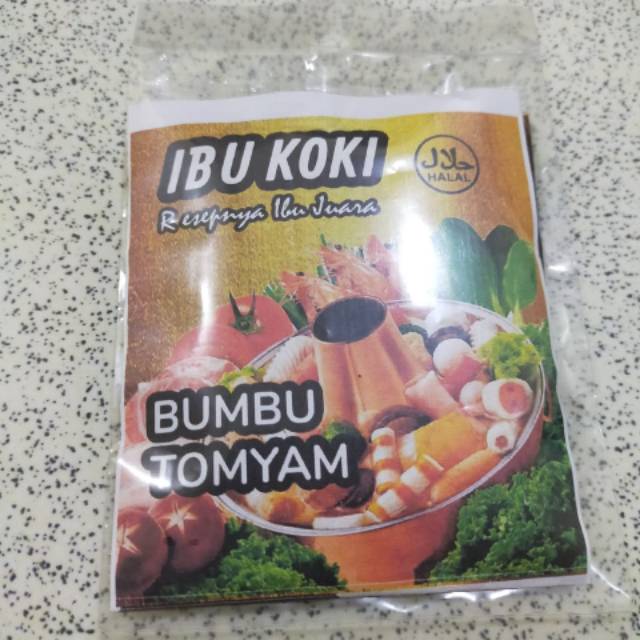 IBU KOKI
حلال
HALAL
Resepnya Ibu Juara
BUMBU
TOMYAM